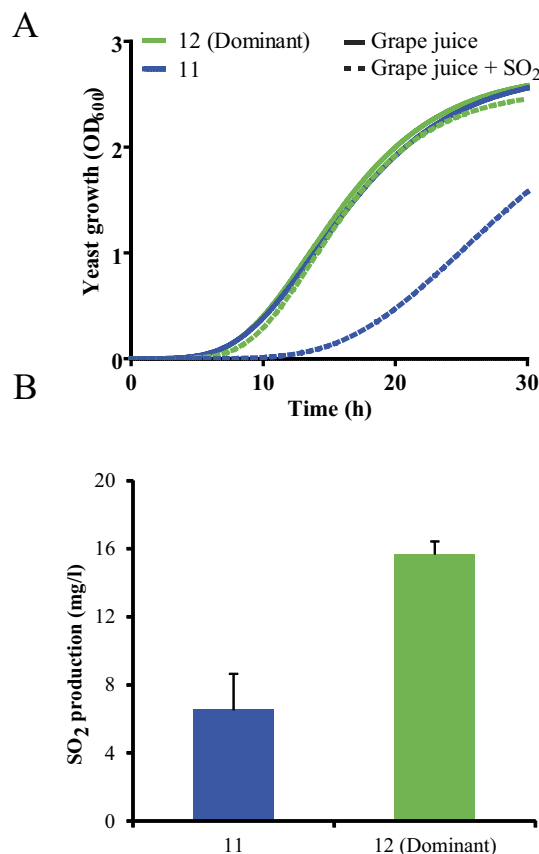 A
12 (Dominant)
Grape juice
11
Grape juice + SO₂
3
2
1
0
Yeast growth (OD₆₀₀)
0
10
20
30
Time (h)
B
20
16
12
8
4
0
SO₂ production (mg/l)
11
12 (Dominant)